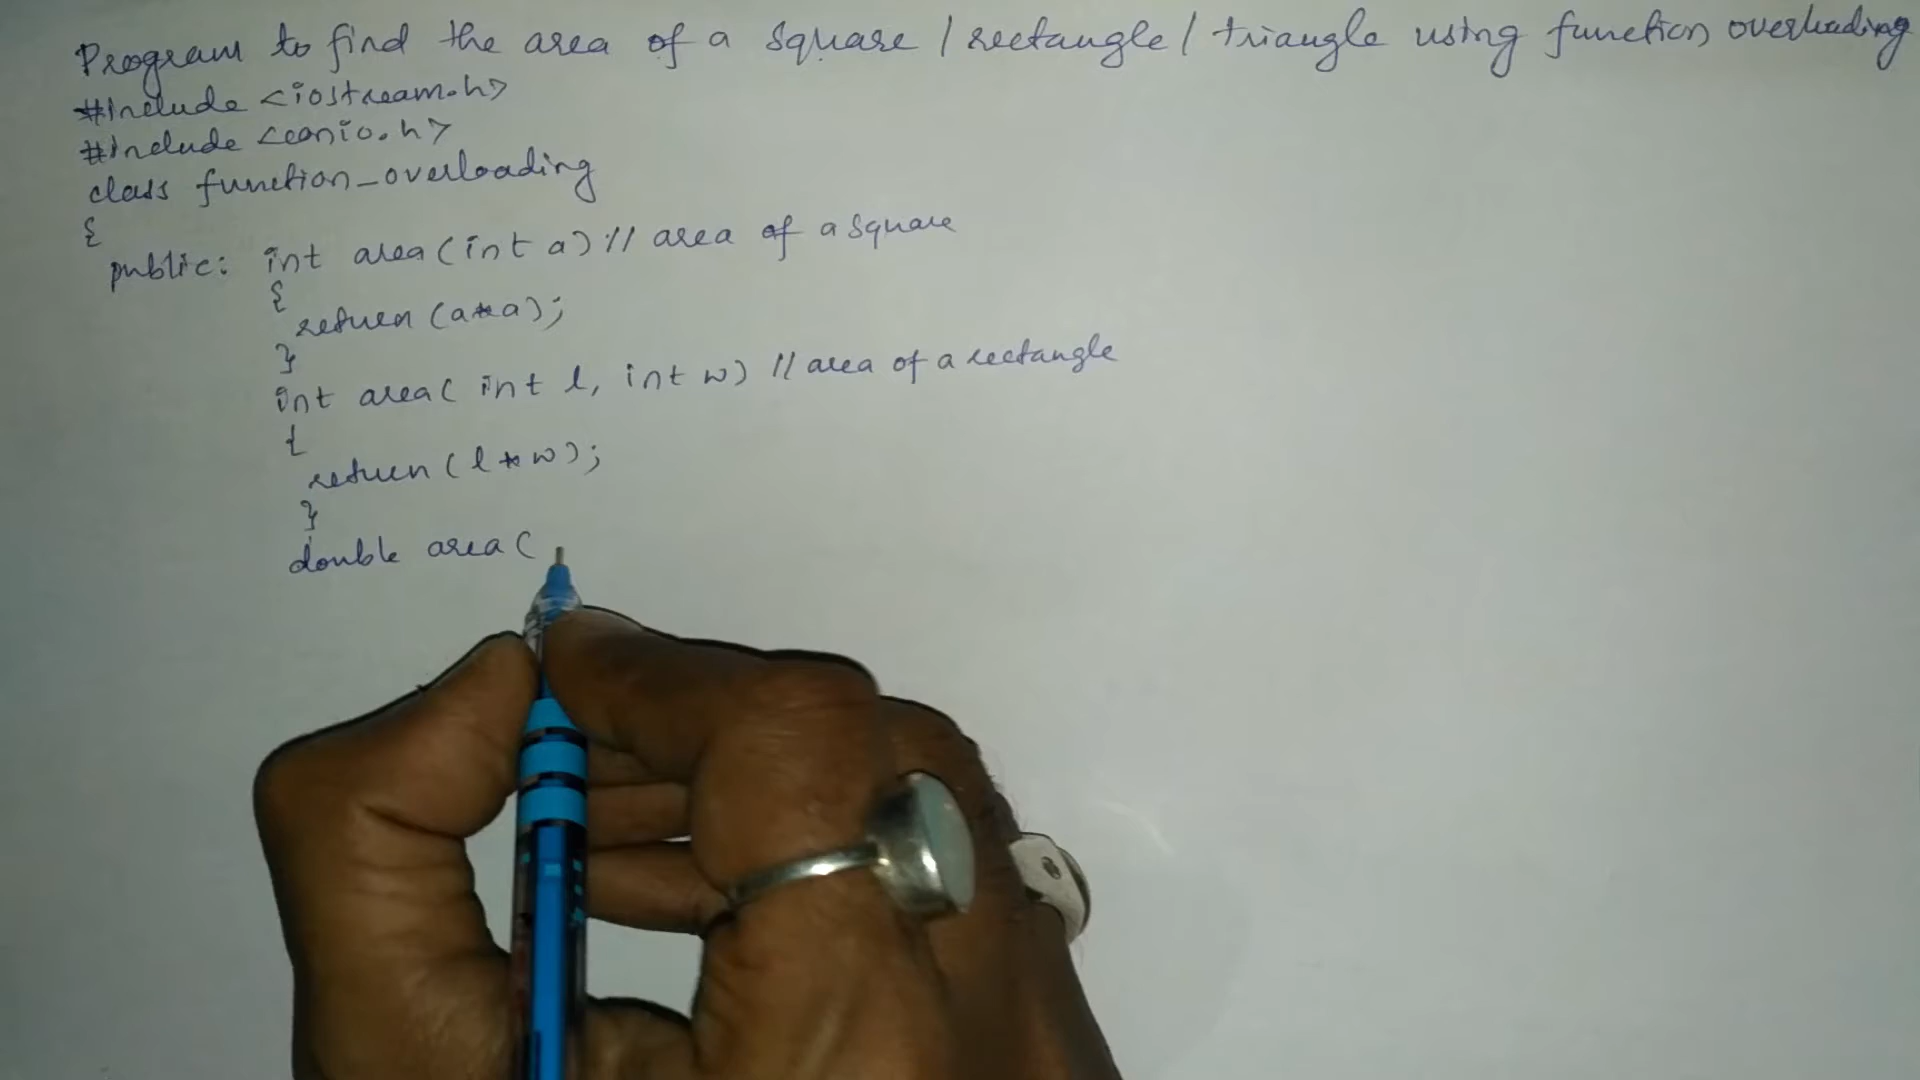 Program to find the area of a square / rectangle / triangle using function overloading
#include <iostream.h>
#include <conio.h>
class function_overloading
{
public: int area(int a) // area of a square
{
return (a*a);
}
int area( int l, int w) // area of a rectangle
{
return (l*w);
}
double area (